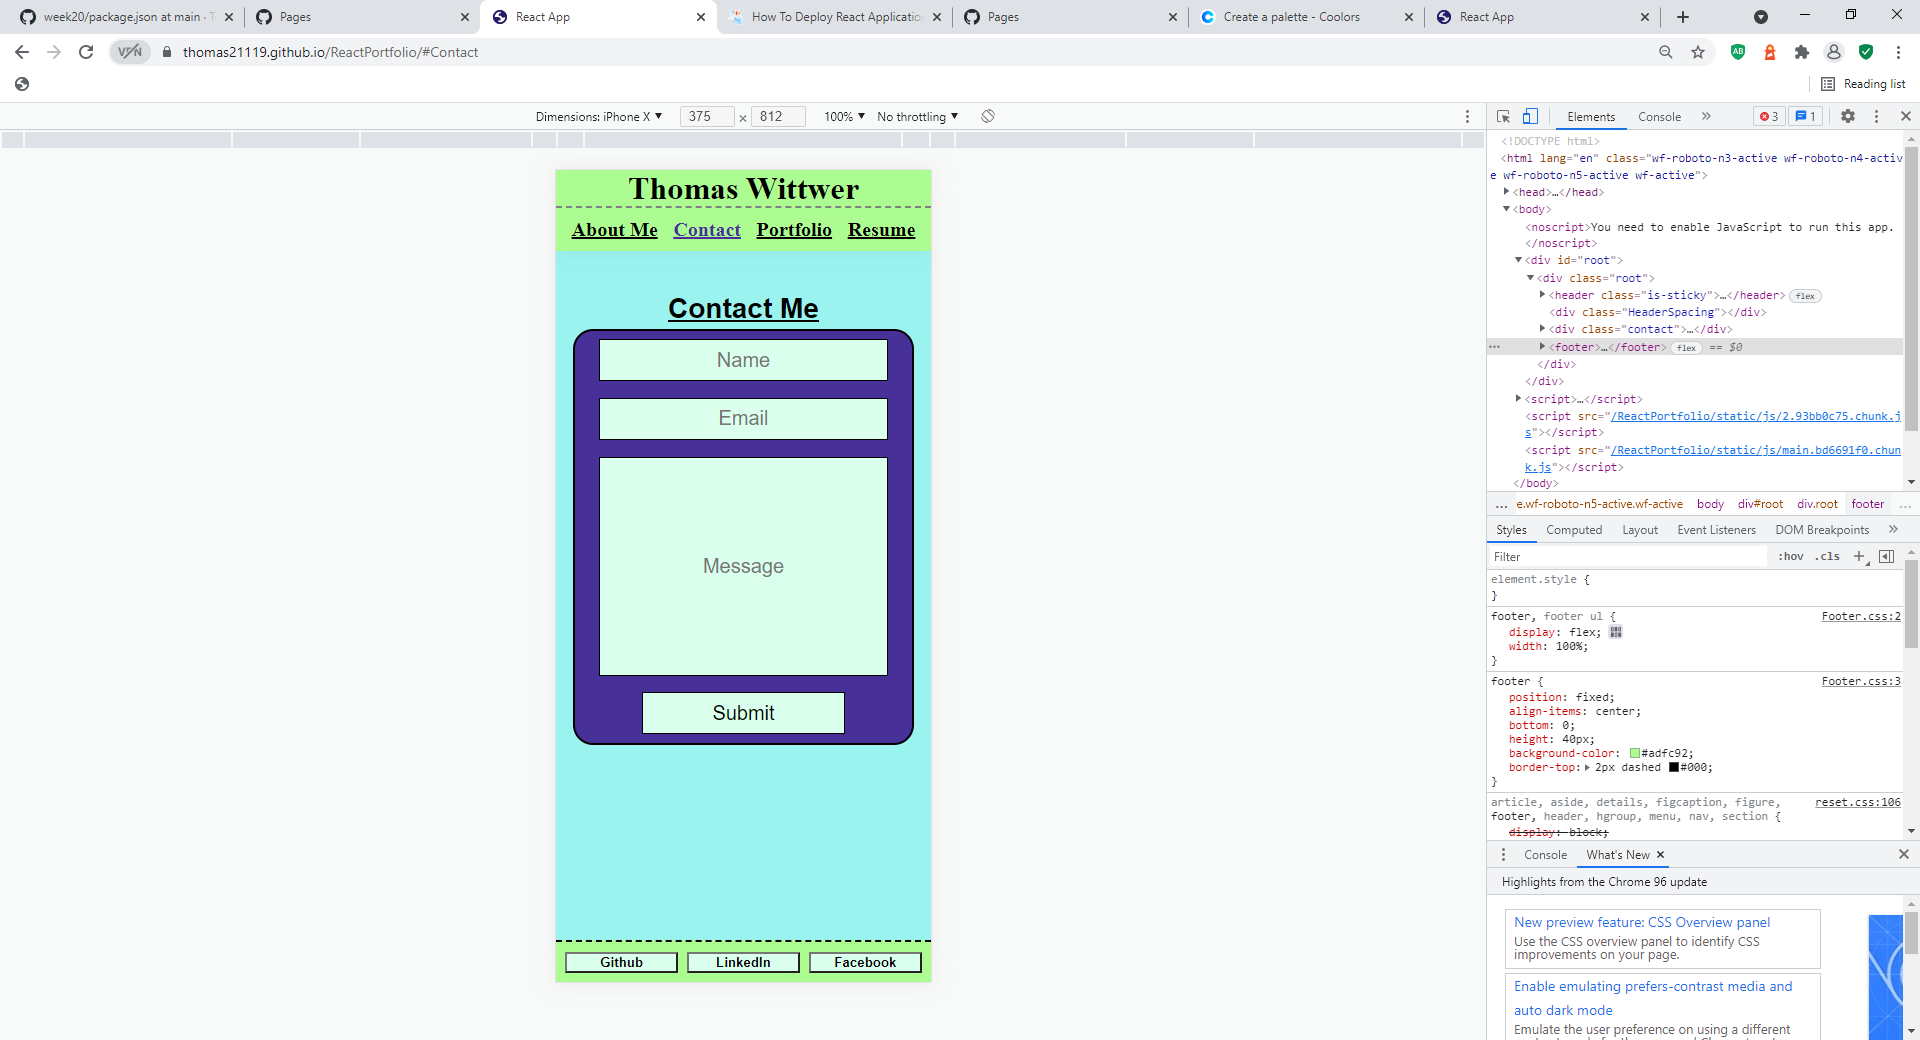 week20/package.json at main · T
Pages
React App
How To Deploy React Application
Pages
Create a palette - Coolors
React App
VPN
thomas21119.github.io/ReactPortfolio/#Contact
Reading list
Dimensions: iPhone X 375 × 812 100% No throttling
Elements Console 3 1
<!DOCTYPE html>
<html lang="en" class="wf-roboto-n3-active wf-roboto-n4-activ
e wf-roboto-n5-active wf-active">
<head>…</head>
<body>
<noscript>You need to enable JavaScript to run this app.
</noscript>
<div id="root">
<div class="root">
<header class="is-sticky">…</header> flex
<div class="HeaderSpacing"></div>
<div class="contact">…</div>
… <footer>…</footer> flex == $0
</div>
</div>
<script>…</script>
<script src="/ReactPortfolio/static/js/2.93bb0c75.chunk.j
s"></script>
<script src="/ReactPortfolio/static/js/main.bd6691f0.chun
k.js"></script>
</body>
… e.wf-roboto-n5-active.wf-active body div#root div.root footer …
Styles Computed Layout Event Listeners DOM Breakpoints
Filter :hov .cls
element.style {
}
footer, footer ul { Footer.css:2
display: flex;
width: 100%;
}
footer { Footer.css:3
position: fixed;
align-items: center;
bottom: 0;
height: 40px;
background-color: #adfc92;
border-top: 2px dashed #000;
}
article, aside, details, figcaption, figure, reset.css:106
footer, header, hgroup, menu, nav, section {
display: block;
Console What's New
Highlights from the Chrome 96 update
New preview feature: CSS Overview panel
Use the CSS overview panel to identify CSS
improvements on your page.
Enable emulating prefers-contrast media and
auto dark mode
Emulate the user preference on using a different
Thomas Wittwer
About Me Contact Portfolio Resume
Contact Me
Name
Email
Message
Submit
Github LinkedIn Facebook